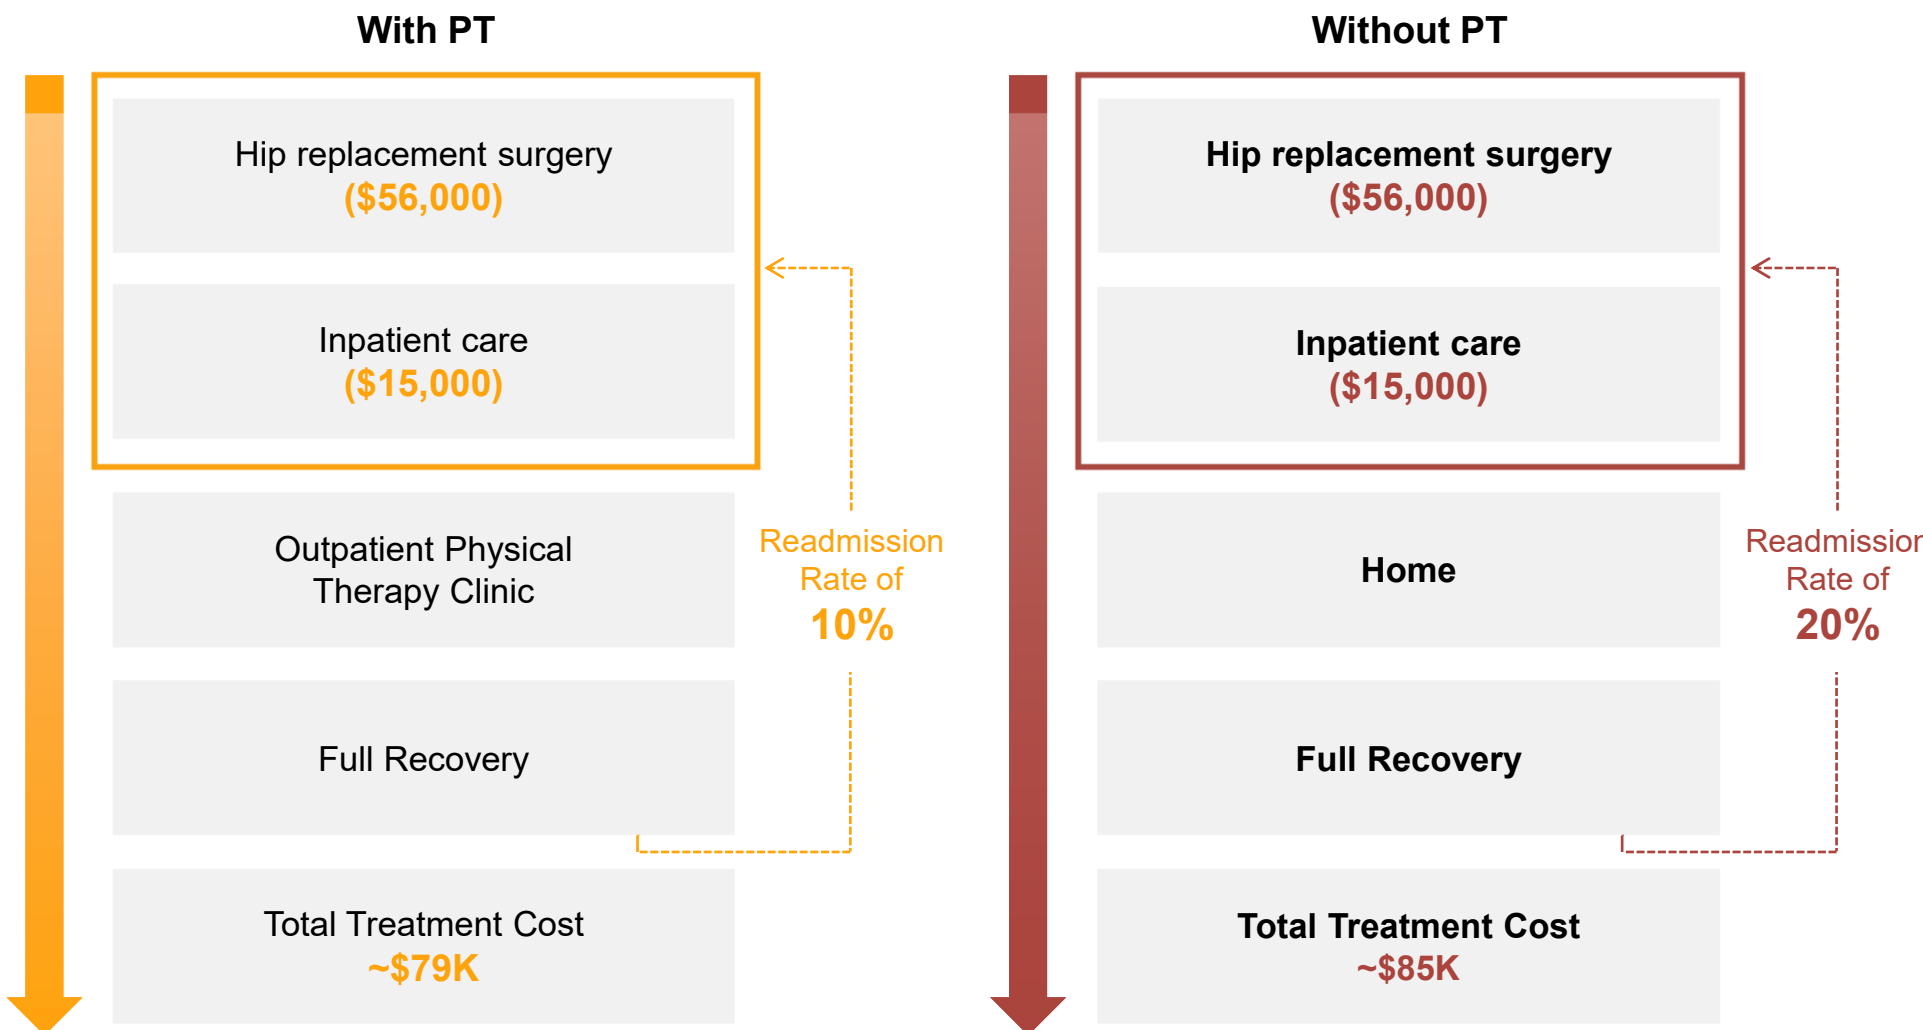 With PT
Hip replacement surgery
($56,000)
Inpatient care
($15,000)
Outpatient Physical
Therapy Clinic
Full Recovery
Total Treatment Cost
~$79K
Readmission
Rate of
10%
Without PT
Hip replacement surgery
($56,000)
Inpatient care
($15,000)
Home
Full Recovery
Total Treatment Cost
~$85K
Readmission
Rate of
20%